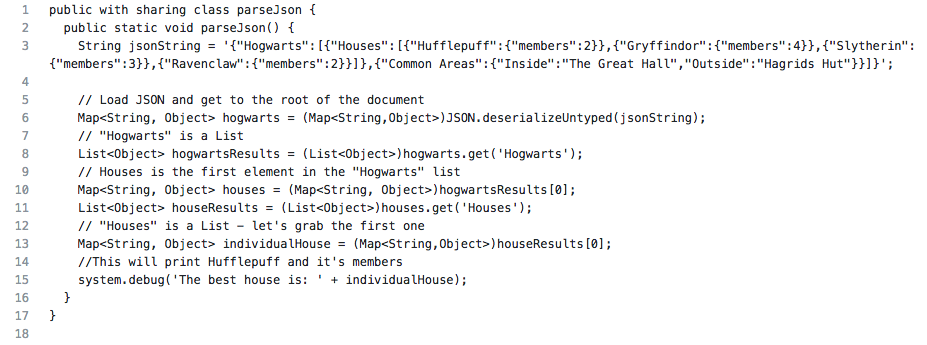 1 public with sharing class parseJson {
2 public static void parseJson() {
3 String jsonString = '{"Hogwarts":[{"Houses":[{"Hufflepuff":{"members":2}},{"Gryffindor":{"members":4}},{"Slytherin":
{"members":3}},{"Ravenclaw":{"members":2}}]},{"Common Areas":{"Inside":"The Great Hall","Outside":"Hagrids Hut"}}]}';
4
5 // Load JSON and get to the root of the document
6 Map<String, Object> hogwarts = (Map<String,Object>)JSON.deserializeUntyped(jsonString);
7 // "Hogwarts" is a List
8 List<Object> hogwartsResults = (List<Object>)hogwarts.get('Hogwarts');
9 // Houses is the first element in the "Hogwarts" list
10 Map<String, Object> houses = (Map<String, Object>)hogwartsResults[0];
11 List<Object> houseResults = (List<Object>)houses.get('Houses');
12 // "Houses" is a List – let's grab the first one
13 Map<String, Object> individualHouse = (Map<String,Object>)houseResults[0];
14 //This will print Hufflepuff and it's members
15 system.debug('The best house is: ' + individualHouse);
16 }
17 }
18